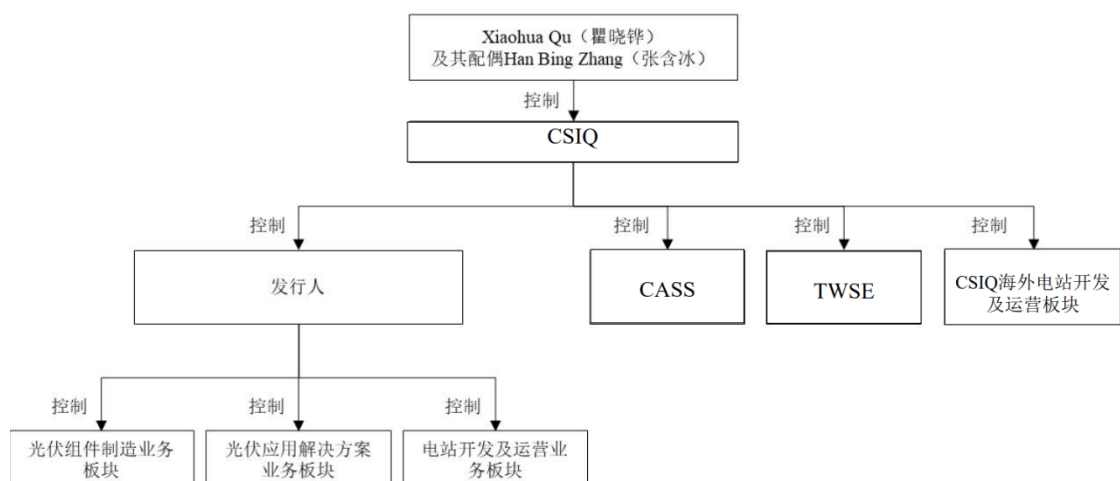 Xiaohua Qu（瞿晓铧）
及其配偶Han Bing Zhang（张含冰）
控制
CSIQ
控制
控制
控制
控制
发行人
CASS
TWSE
CSIQ海外电站开发
及运营板块
控制
控制
控制
光伏组件制造业务
板块
光伏应用解决方案
业务板块
电站开发及运营业
务板块